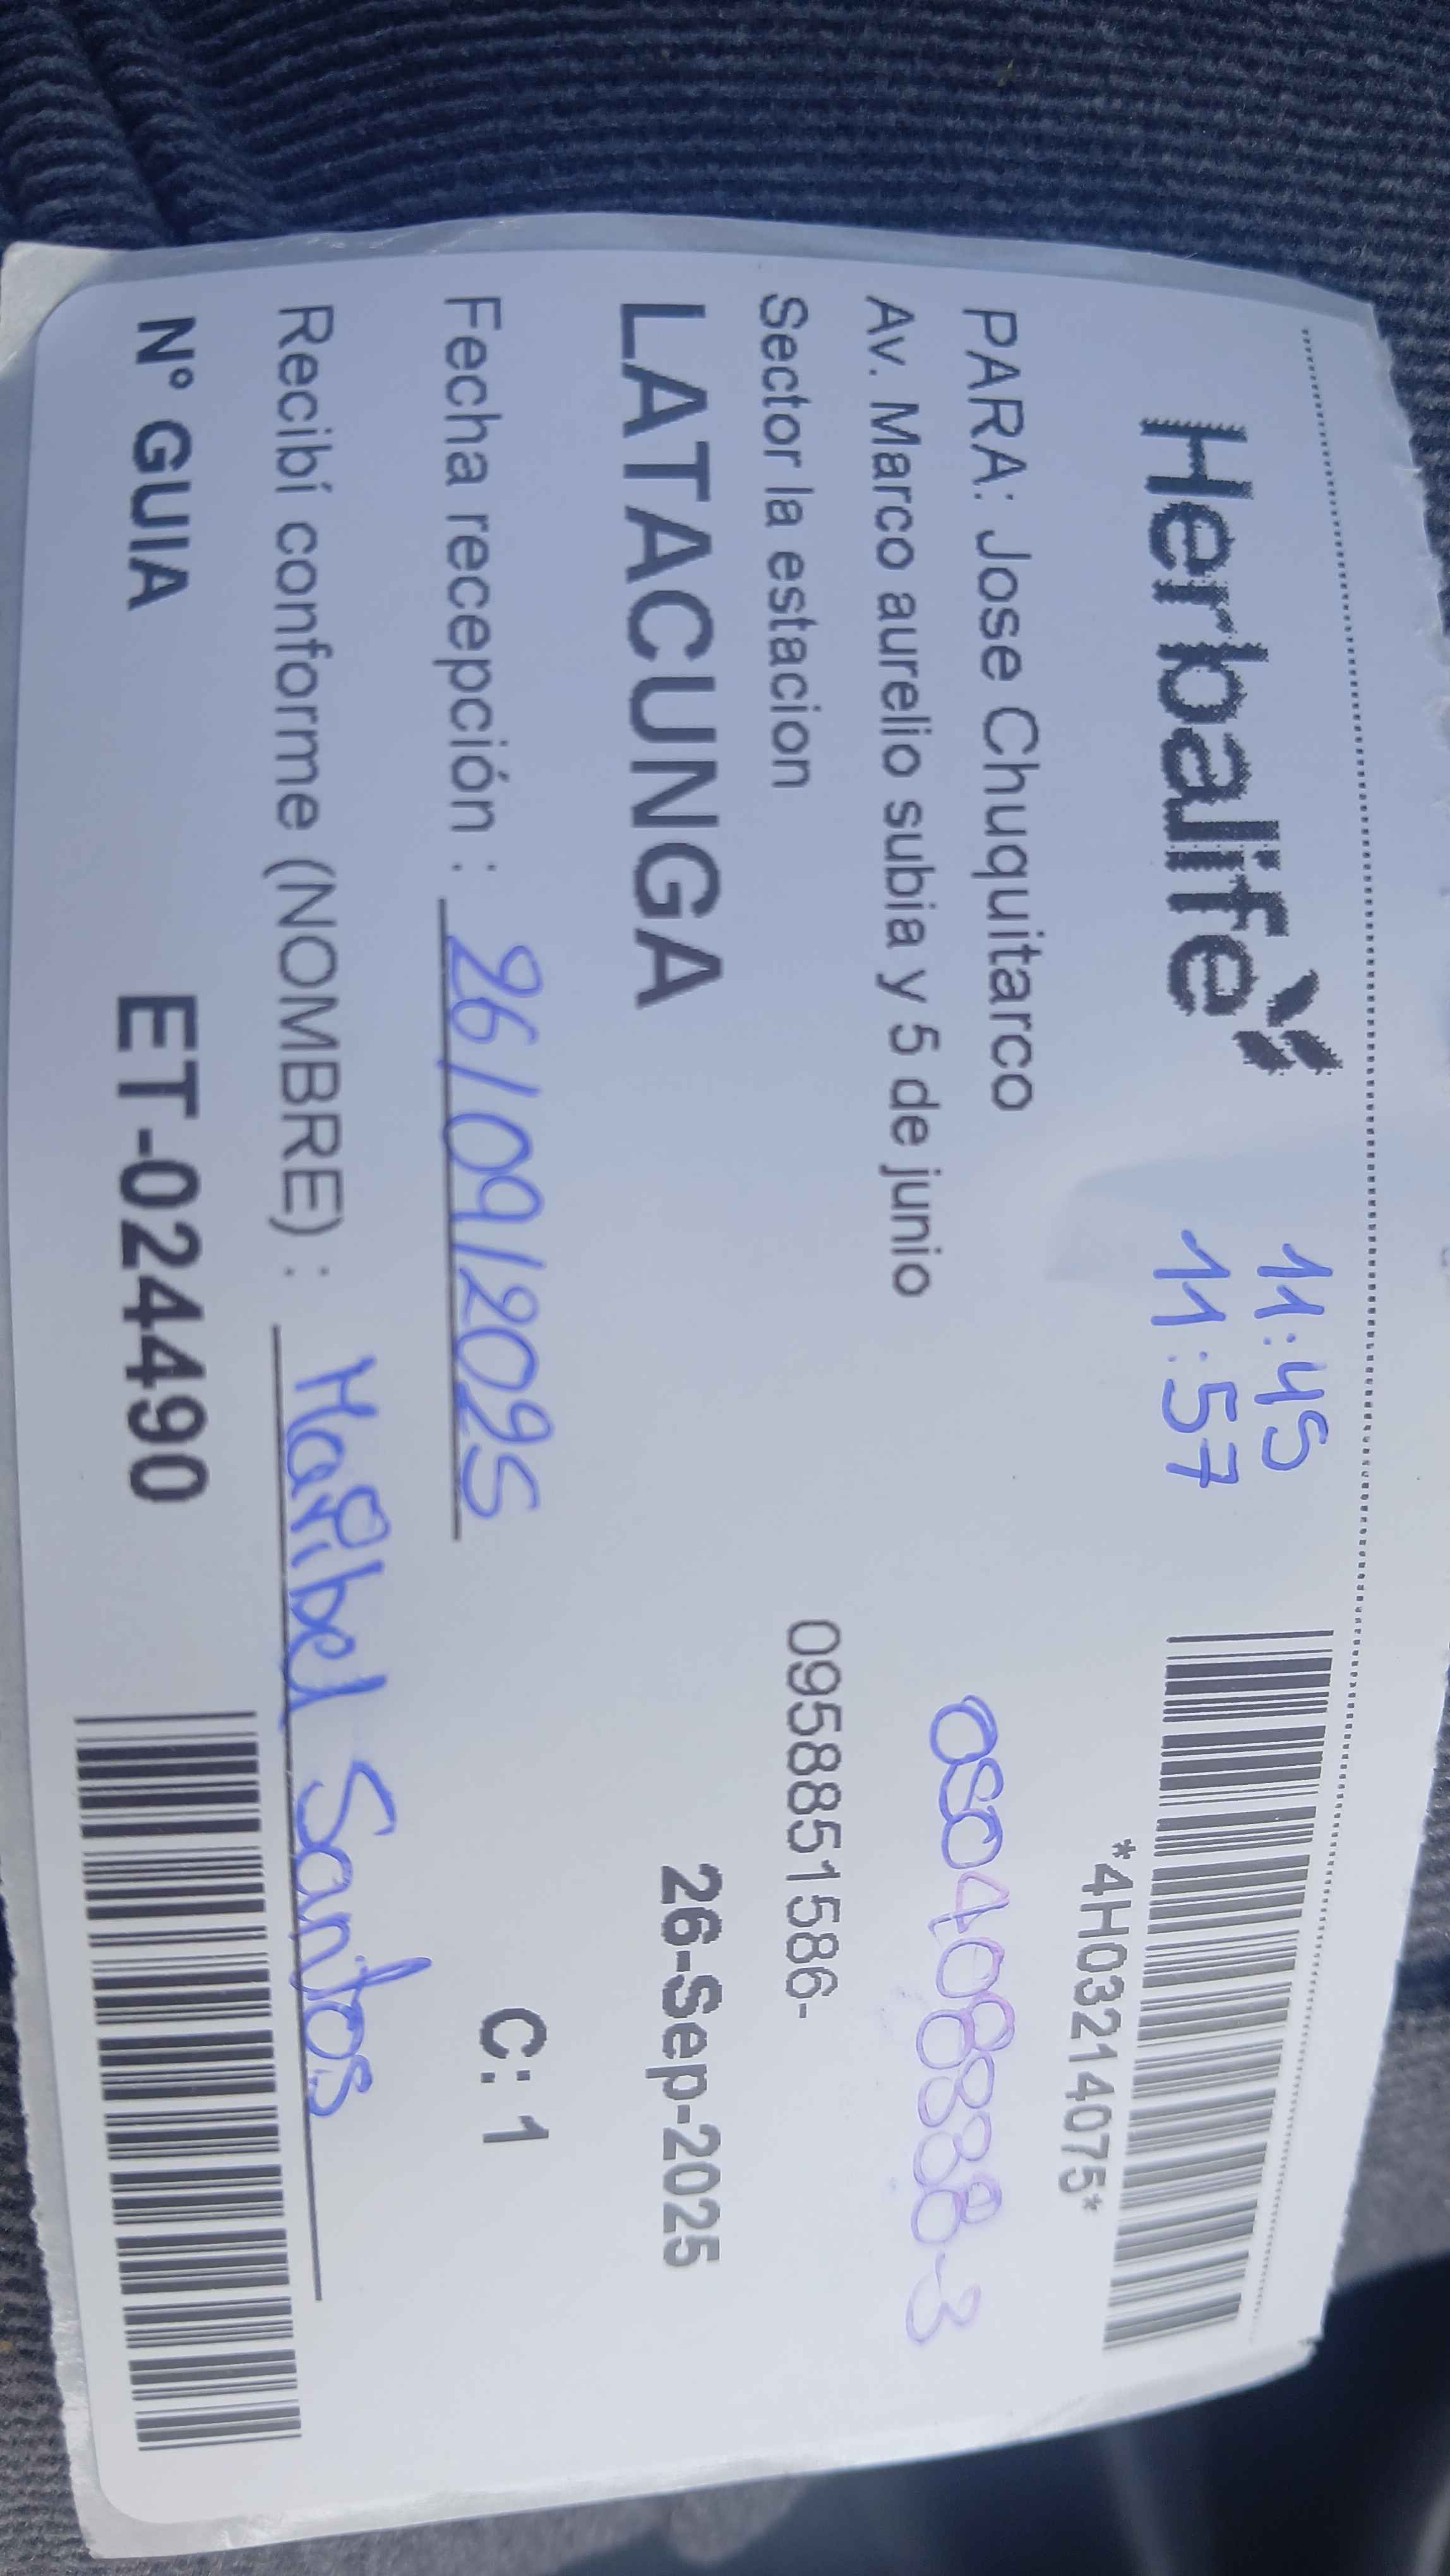 Herbalife
11:45
11:57
*4H03214075*
PARA: Jose Chuquitarco
050408888-3
Av. Marco aurelio subia y 5 de junio
Sector la estacion
0958851586-
LATACUNGA
26-Sep-2025
Fecha recepción : 26/09/2025
C: 1
Recibí conforme (NOMBRE) : Maribel Santos
N° GUIA
ET-024490